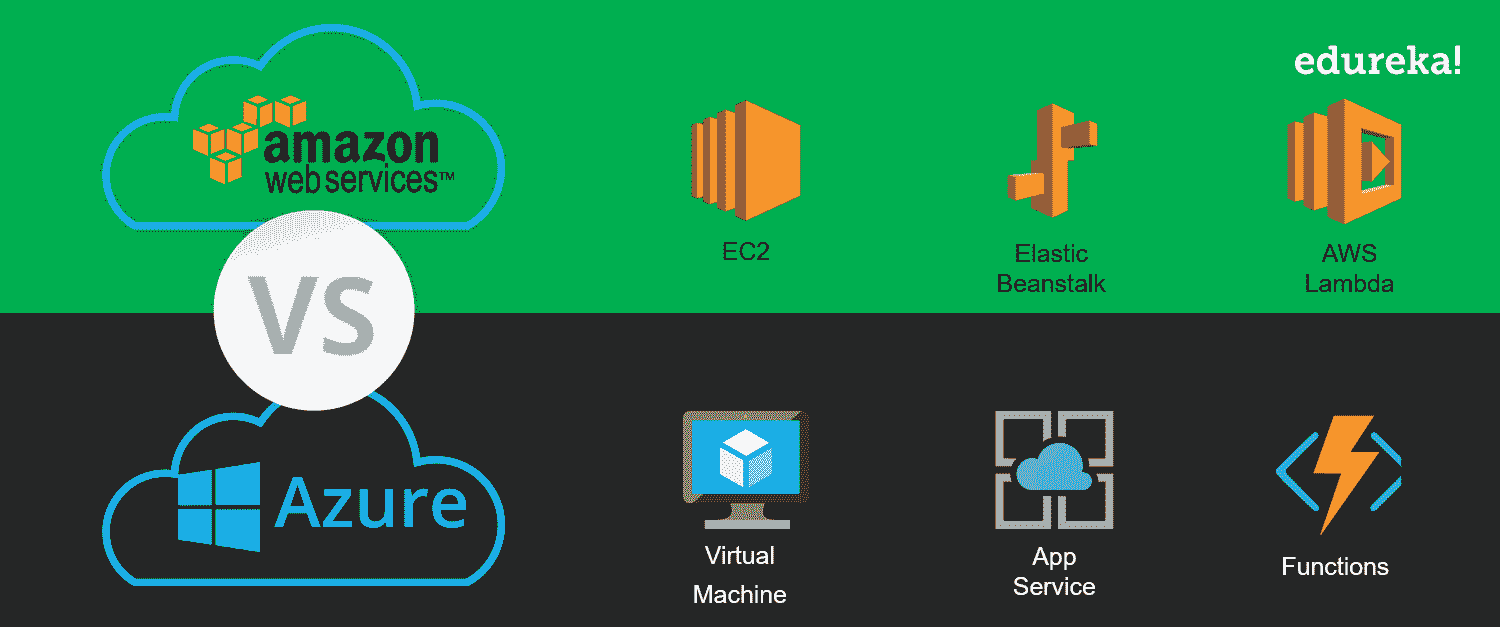 edureka!
amazon
web services™
EC2
Elastic
Beanstalk
AWS
Lambda
VS
Azure
Virtual
Machine
App
Service
Functions